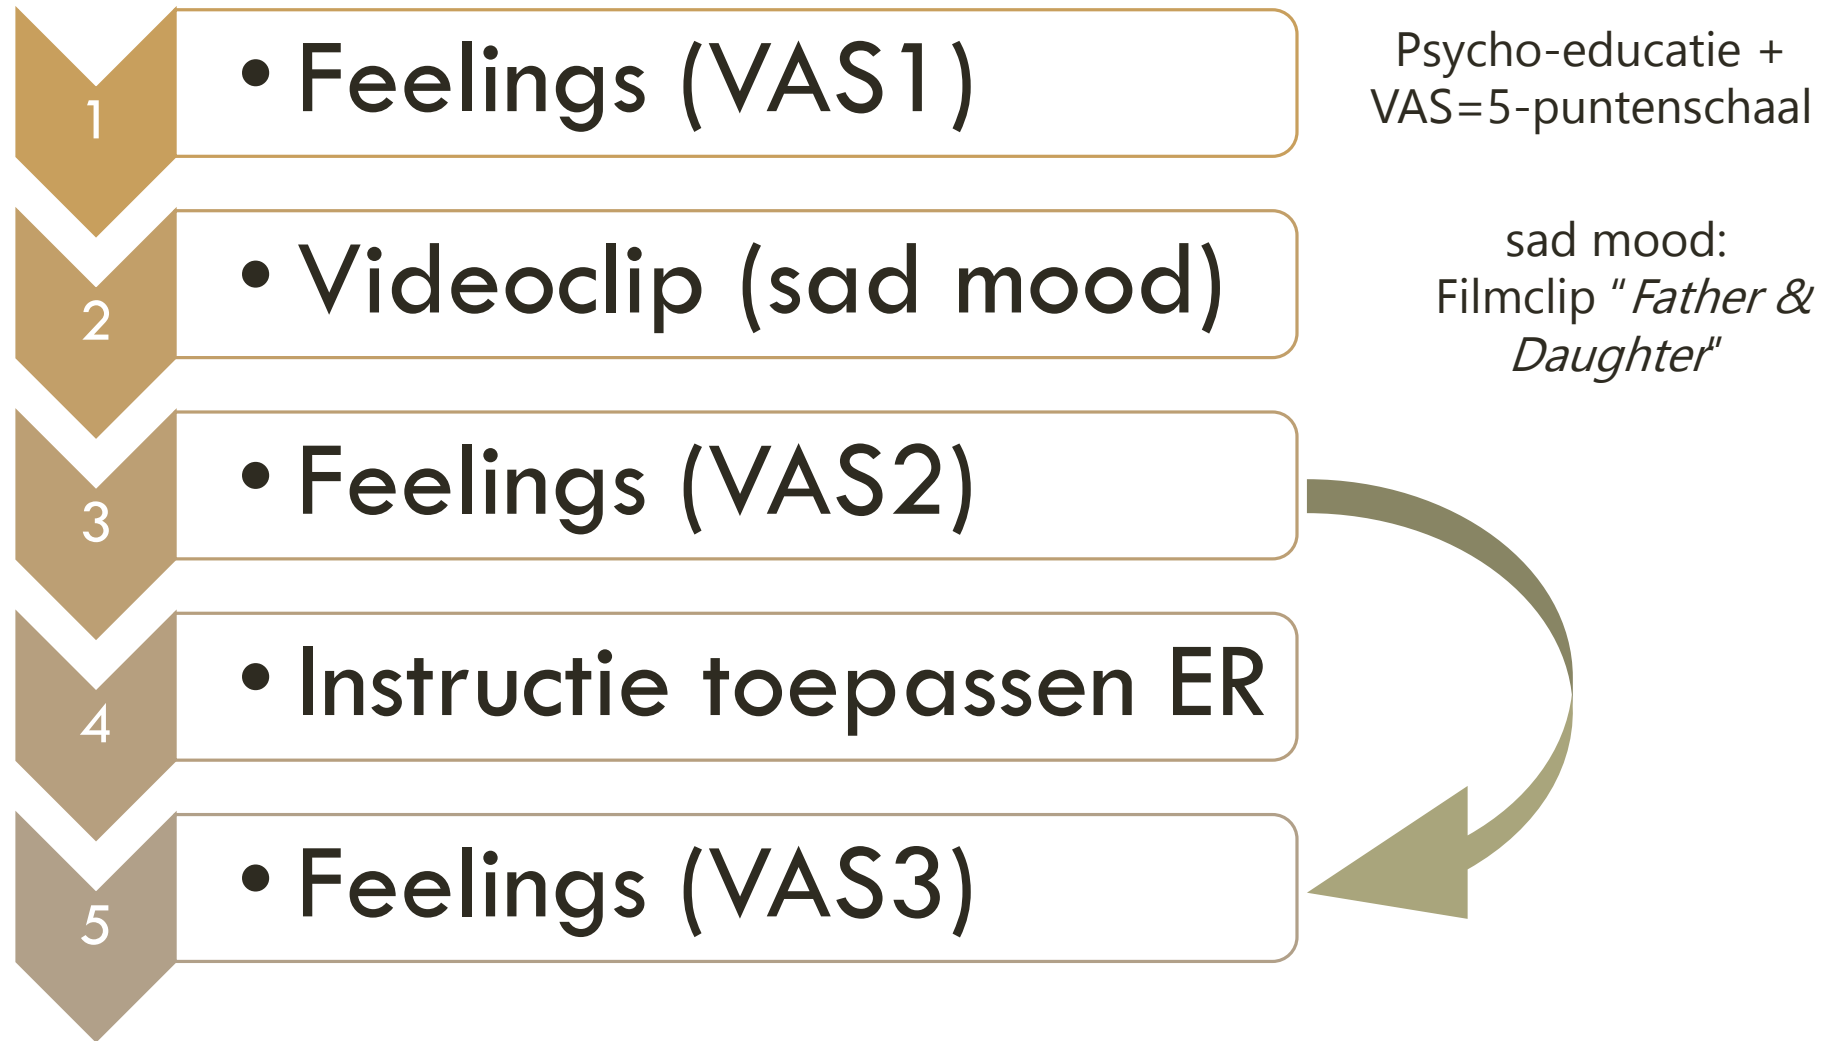 1
• Feelings (VAS1)
Psycho-educatie +
VAS=5-puntenschaal
2
• Videoclip (sad mood)
sad mood:
Filmclip “Father &
Daughter”
3
• Feelings (VAS2)
4
• Instructie toepassen ER
5
• Feelings (VAS3)